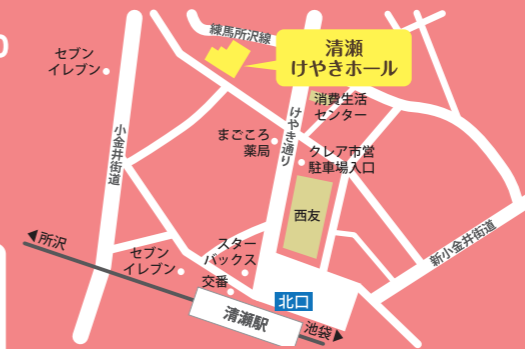 練馬所沢線
清瀬
けやきホール
セブン
イレブン
消費生活
センター
小金井街道
まごころ
薬局
けやき通り
クレア市営
駐車場入口
西友
新小金井街道
◀所沢
セブン
イレブン
スター
バックス
交番
北口
清瀬駅
池袋▶